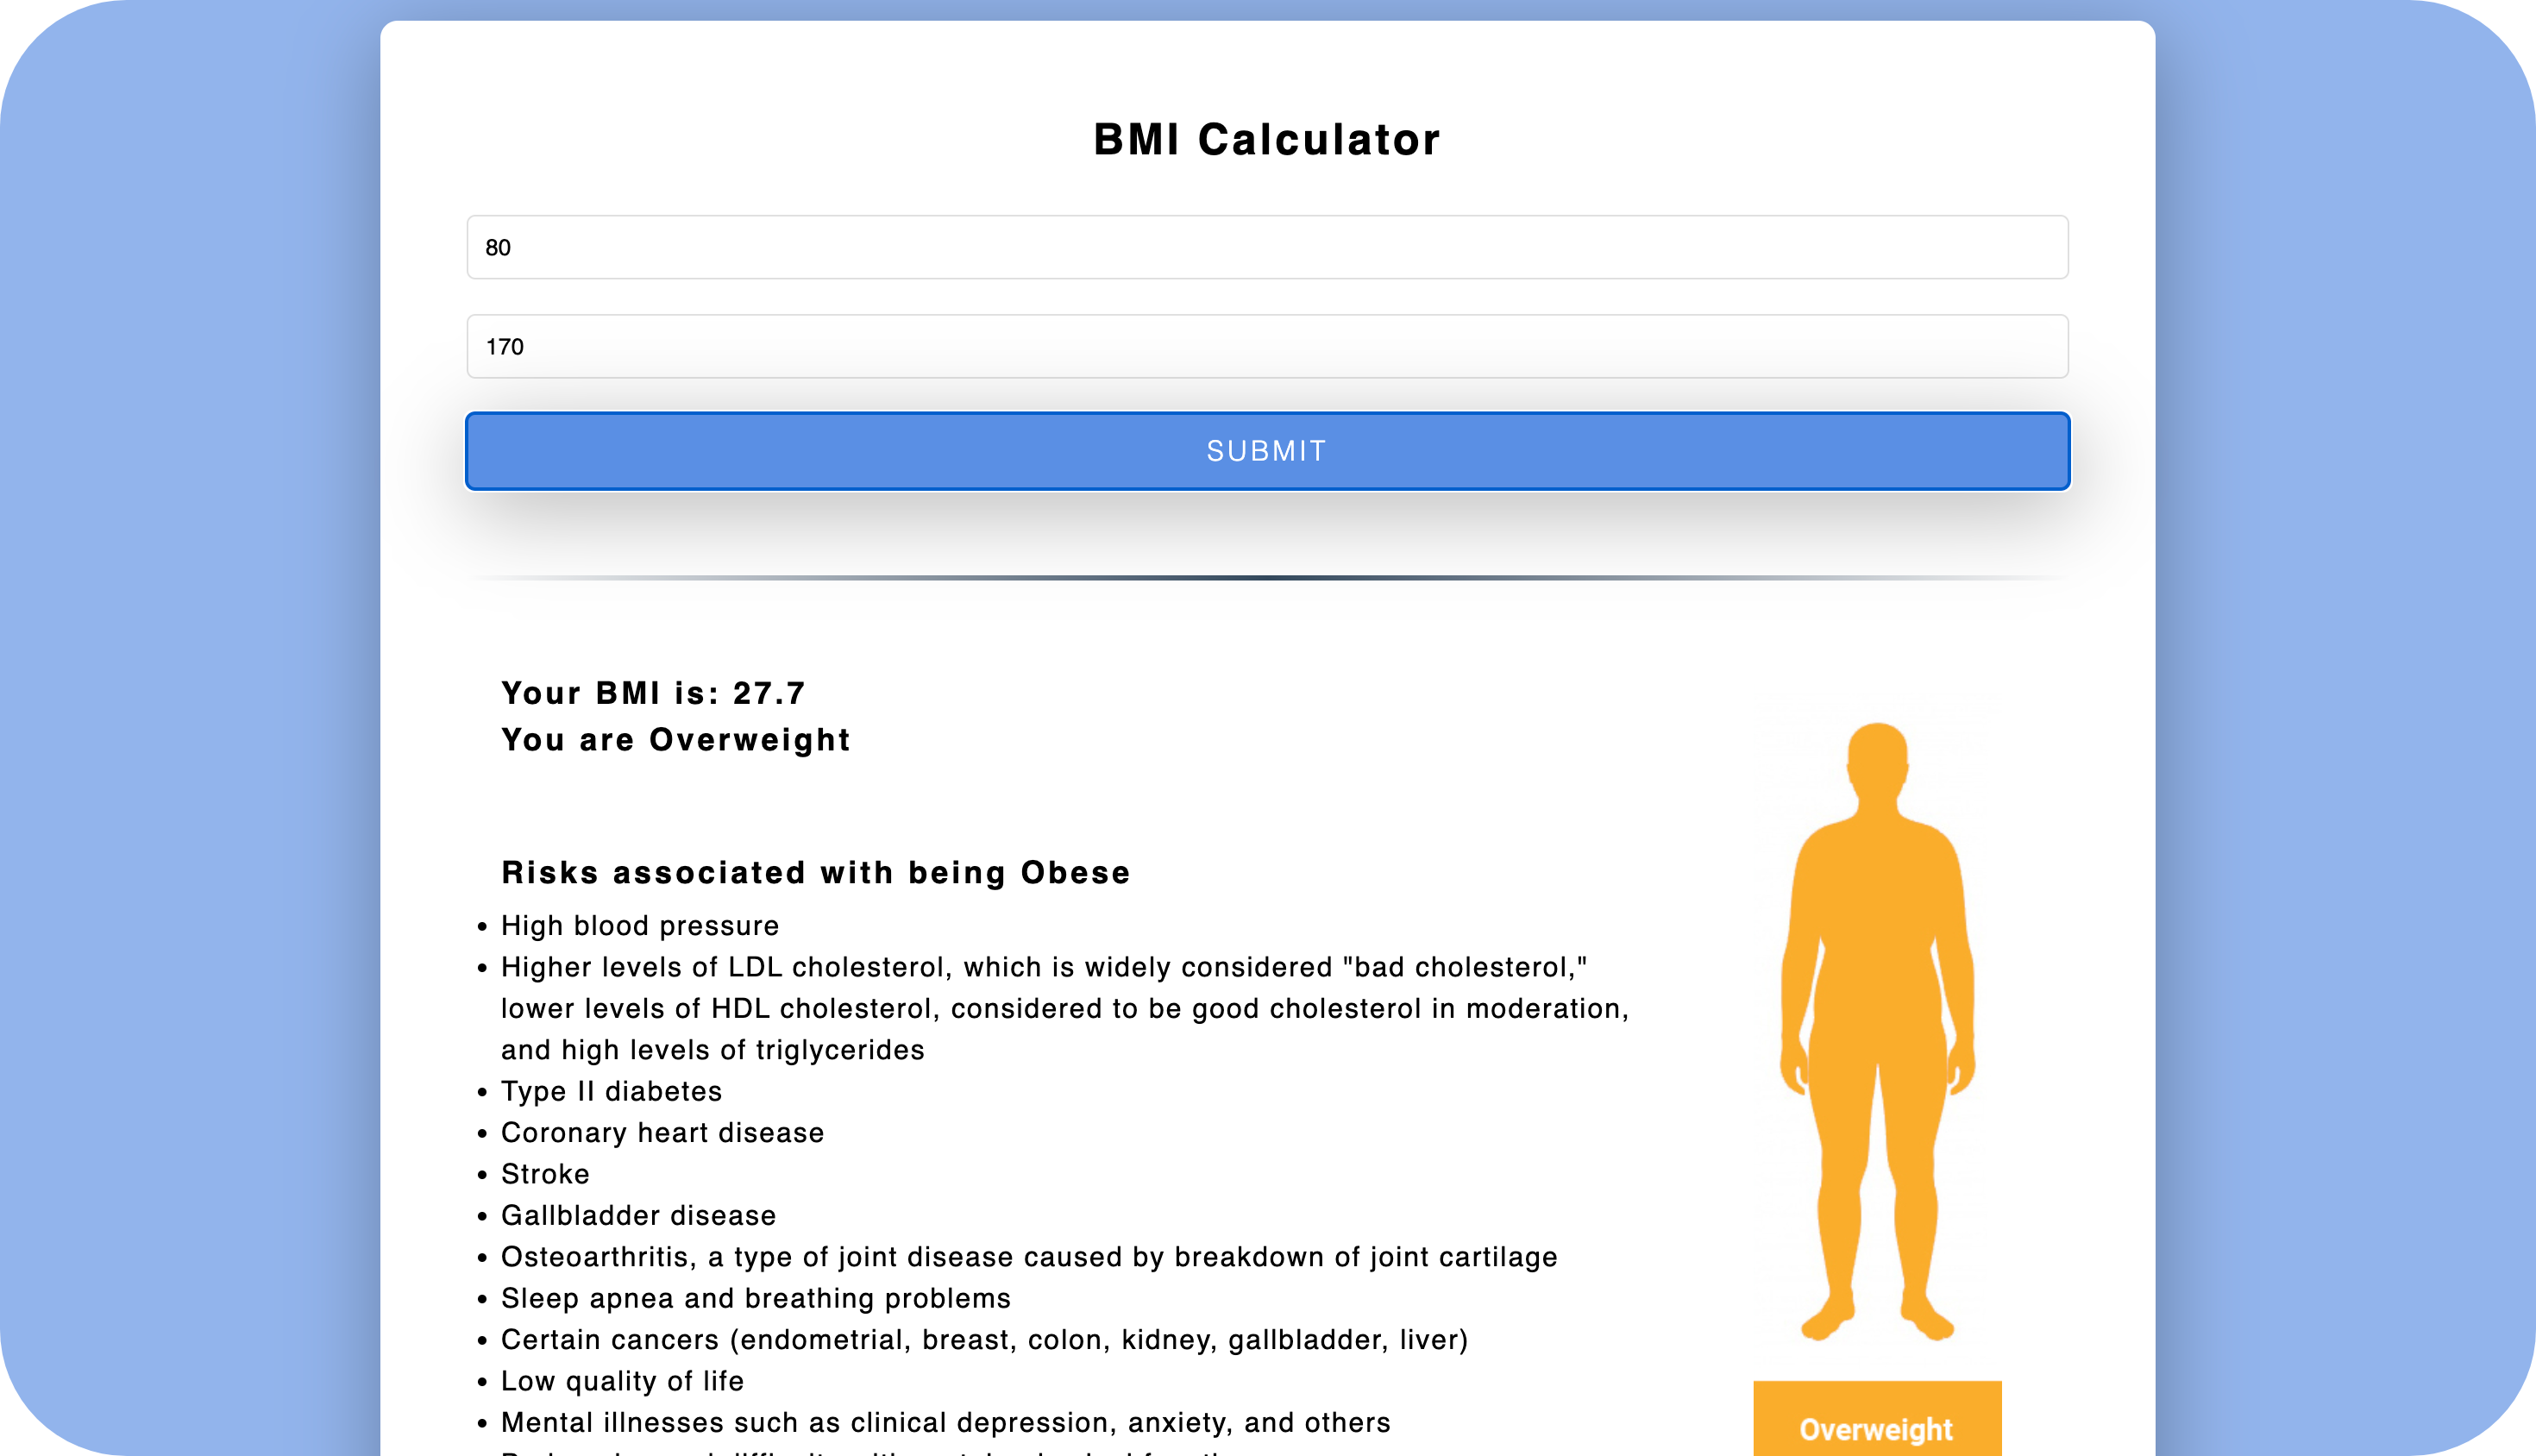 BMI Calculator
80
170
SUBMIT
Your BMI is: 27.7
You are Overweight
Risks associated with being Obese
• High blood pressure
• Higher levels of LDL cholesterol, which is widely considered "bad cholesterol,"
lower levels of HDL cholesterol, considered to be good cholesterol in moderation,
and high levels of triglycerides
• Type II diabetes
• Coronary heart disease
• Stroke
• Gallbladder disease
• Osteoarthritis, a type of joint disease caused by breakdown of joint cartilage
• Sleep apnea and breathing problems
• Certain cancers (endometrial, breast, colon, kidney, gallbladder, liver)
• Low quality of life
• Mental illnesses such as clinical depression, anxiety, and others
Overweight